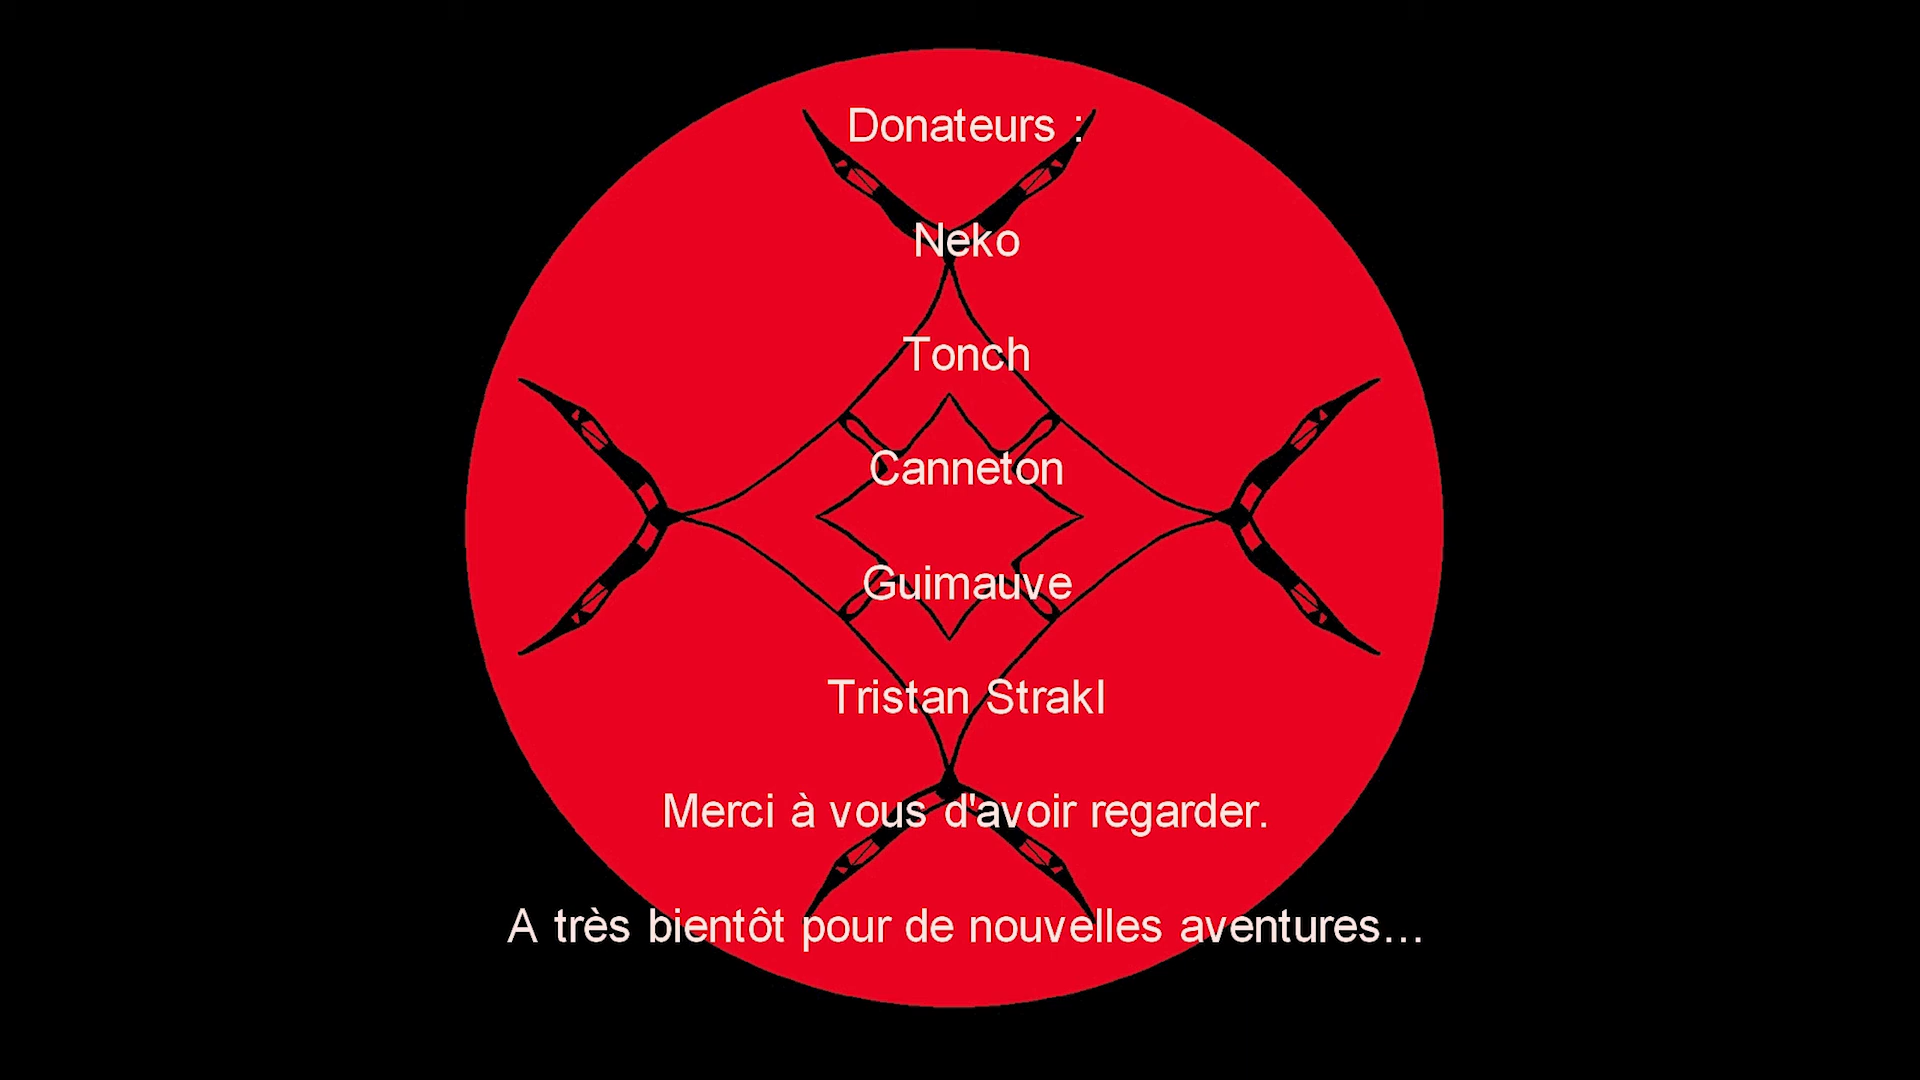 Donateurs :
Neko
Tonch
Canneton
Guimauve
Tristan Strakl
Merci à vous d'avoir regarder.
A très bientôt pour de nouvelles aventures...